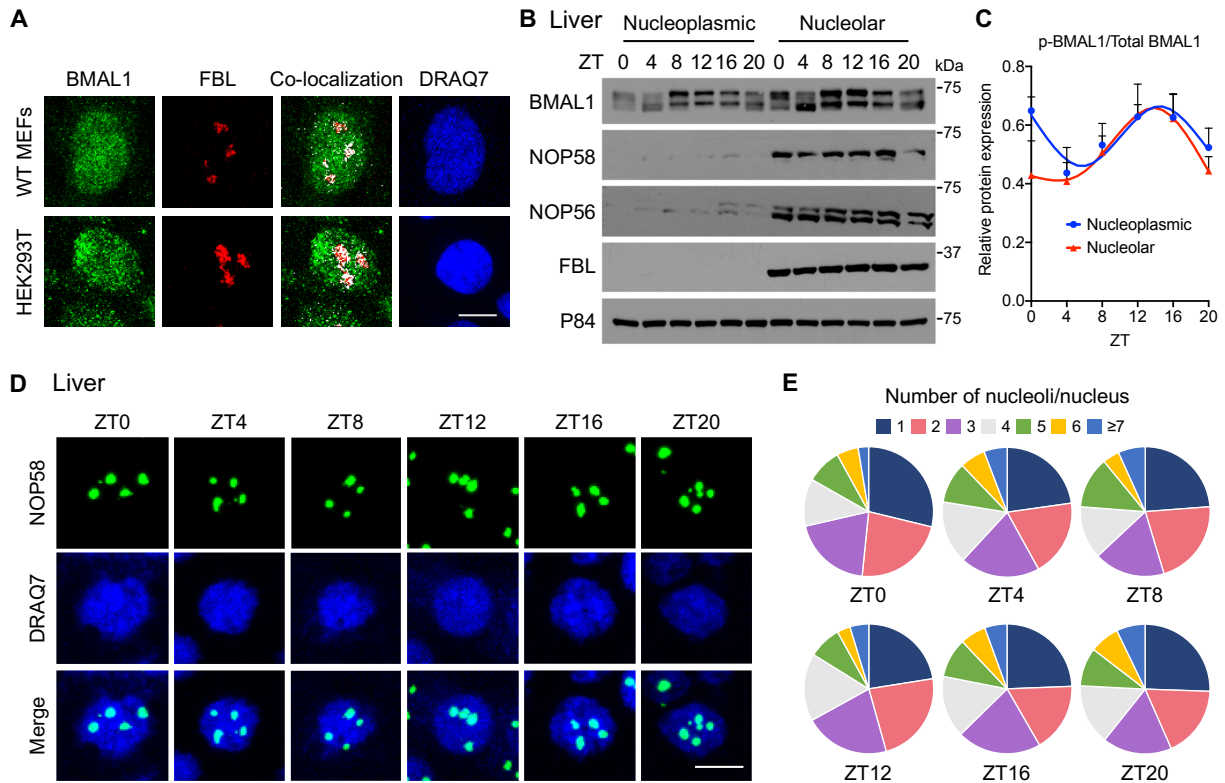 A
BMAL1 FBL Co-localization DRAQ7
WT MEFs
HEK293T
B Liver
Nucleoplasmic Nucleolar
ZT 0 4 8 12 16 20 0 4 8 12 16 20 kDa
BMAL1 -75
NOP58 -75
NOP56 -75
FBL -37
P84 -75
C
p-BMAL1/Total BMAL1
Relative protein expression
0.8
0.6
0.4
0.2
0.0
Nucleoplasmic
Nucleolar
0 4 8 12 16 20
ZT
D Liver
ZT0 ZT4 ZT8 ZT12 ZT16 ZT20
NOP58
DRAQ7
Merge
E
Number of nucleoli/nucleus
1 2 3 4 5 6 ≥7
ZT0 ZT4 ZT8
ZT12 ZT16 ZT20